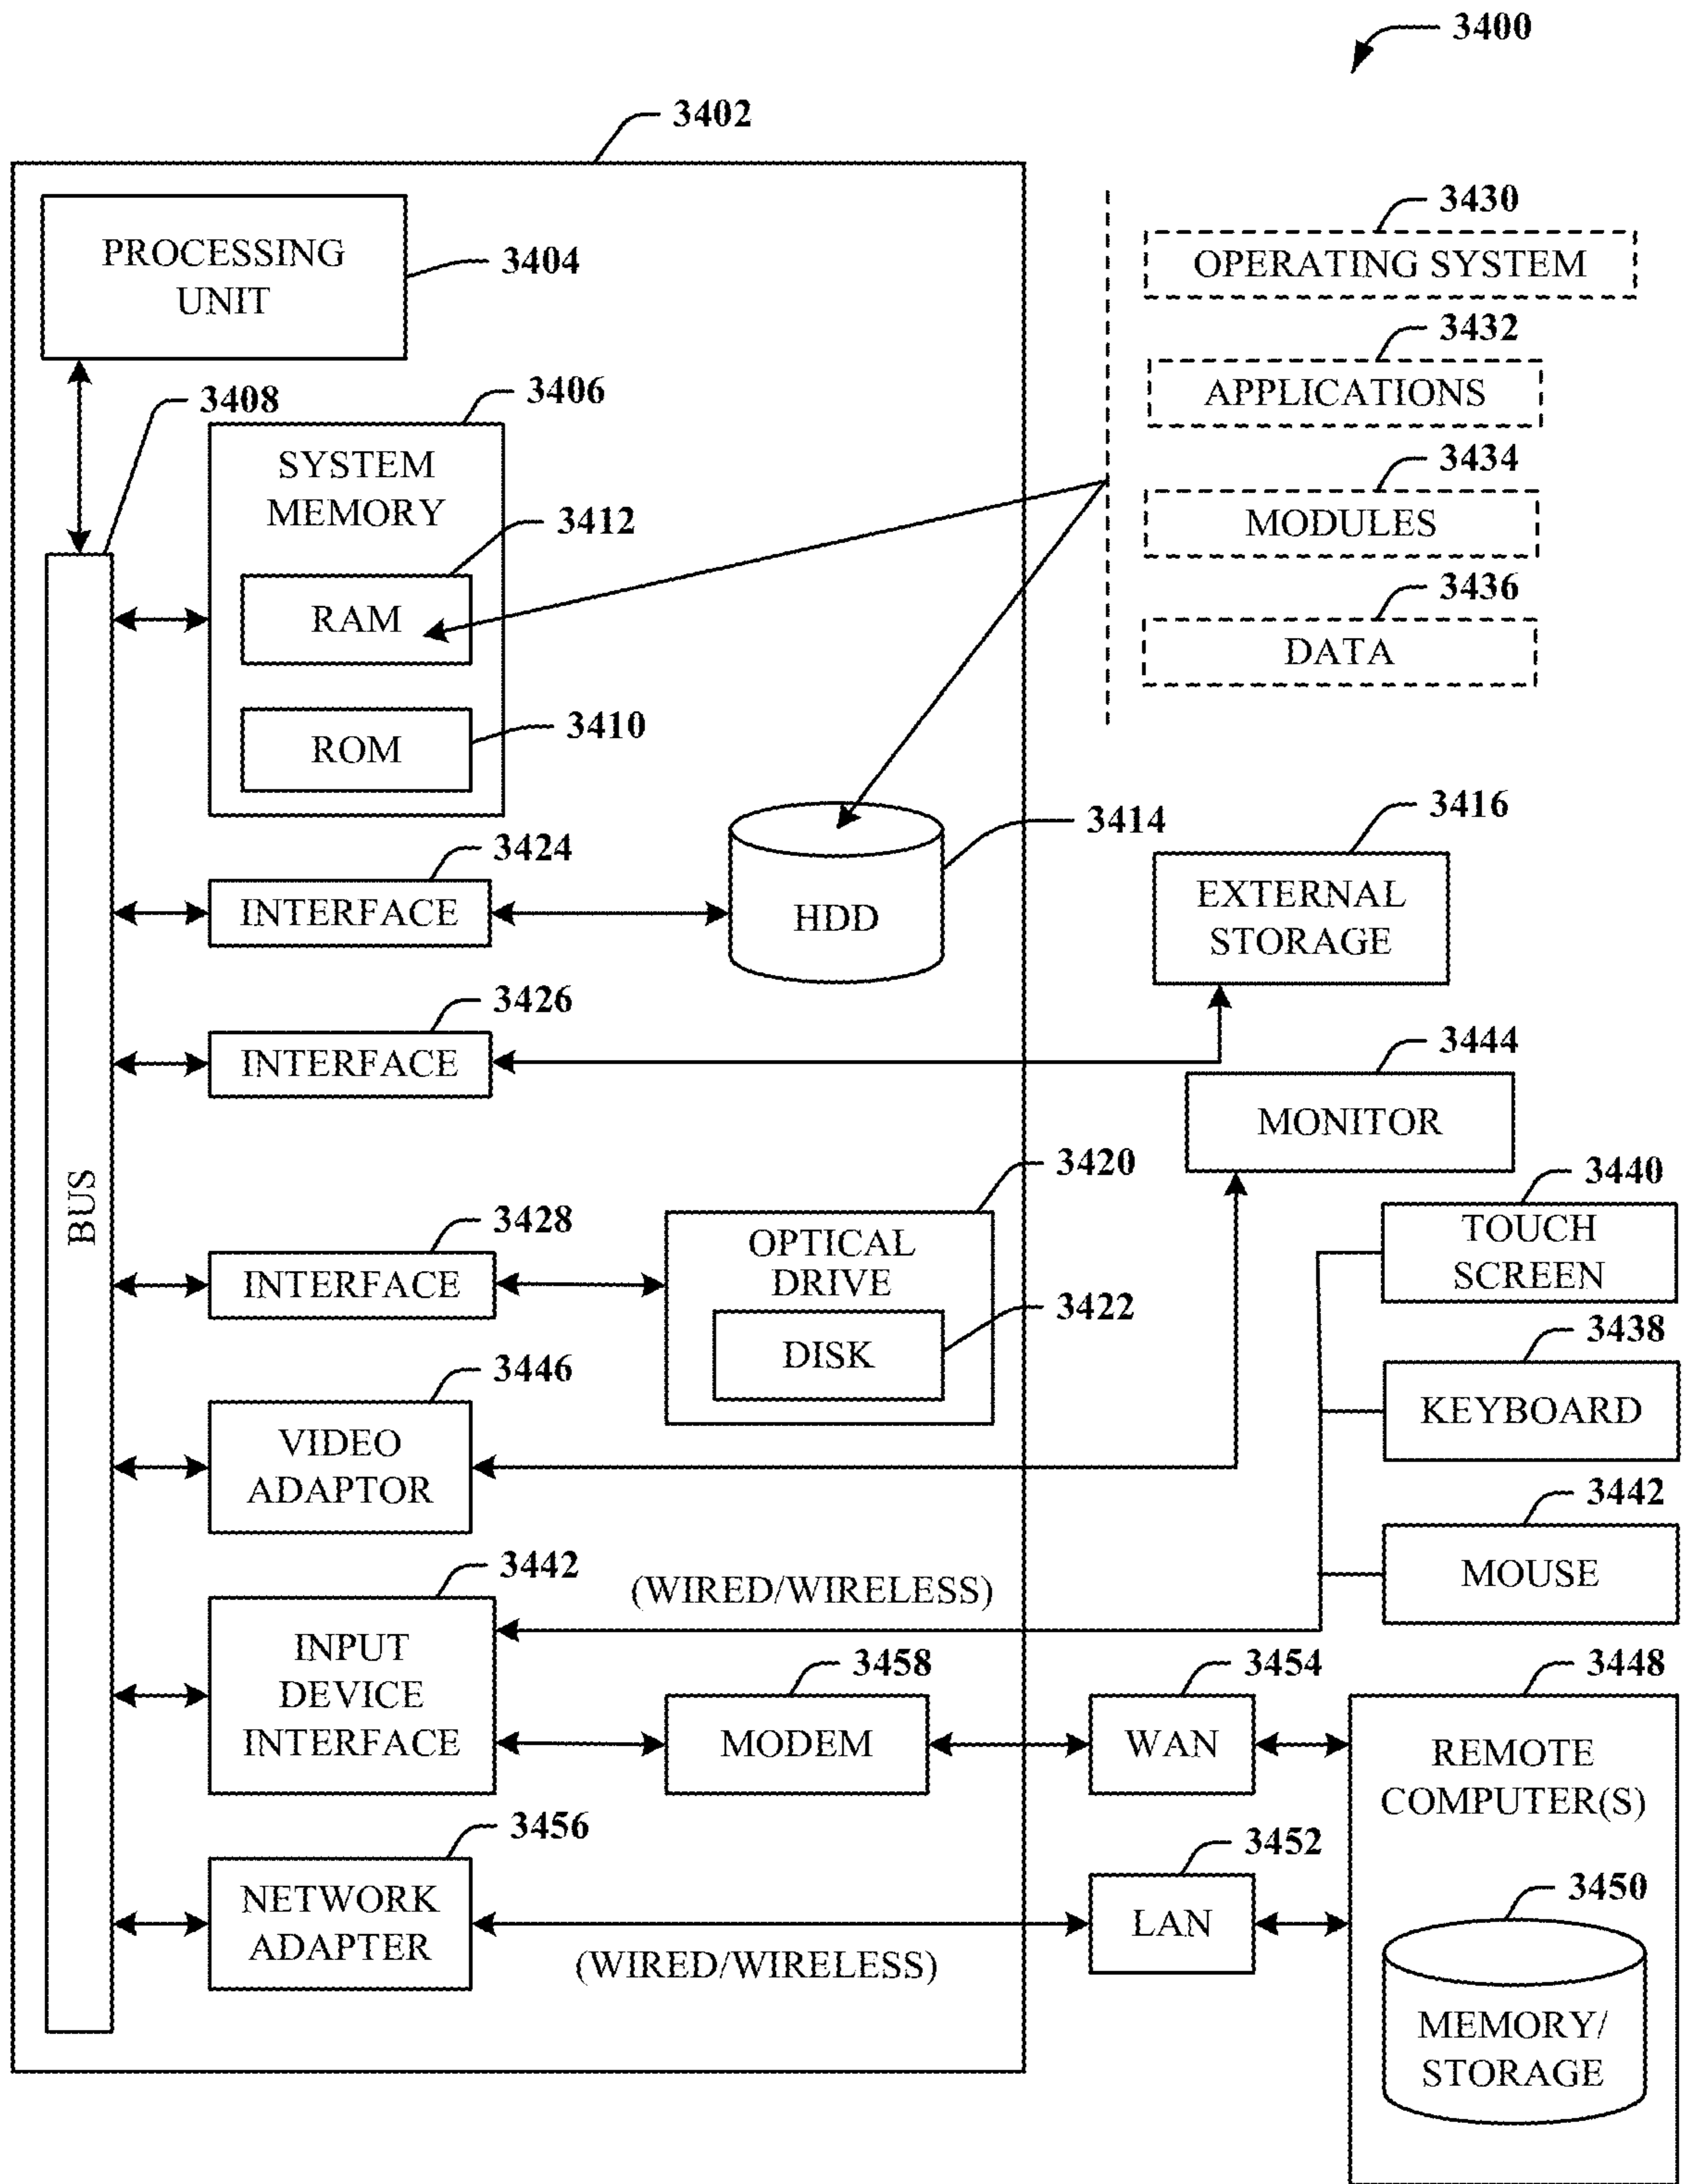 3400
3402
PROCESSING
UNIT
3404
3430
OPERATING SYSTEM
3432
APPLICATIONS
3434
MODULES
3436
DATA
3408
3406
SYSTEM
MEMORY
3412
RAM
3410
ROM
3424
INTERFACE
3414
HDD
3416
EXTERNAL
STORAGE
3426
INTERFACE
3444
MONITOR
BUS
3428
INTERFACE
3420
OPTICAL
DRIVE
3422
DISK
3440
TOUCH
SCREEN
3438
KEYBOARD
3446
VIDEO
ADAPTOR
3442
MOUSE
3442
INPUT
DEVICE
INTERFACE
(WIRED/WIRELESS)
3458
MODEM
3454
WAN
3448
REMOTE
COMPUTER(S)
3456
NETWORK
ADAPTER
(WIRED/WIRELESS)
3452
LAN
3450
MEMORY/
STORAGE